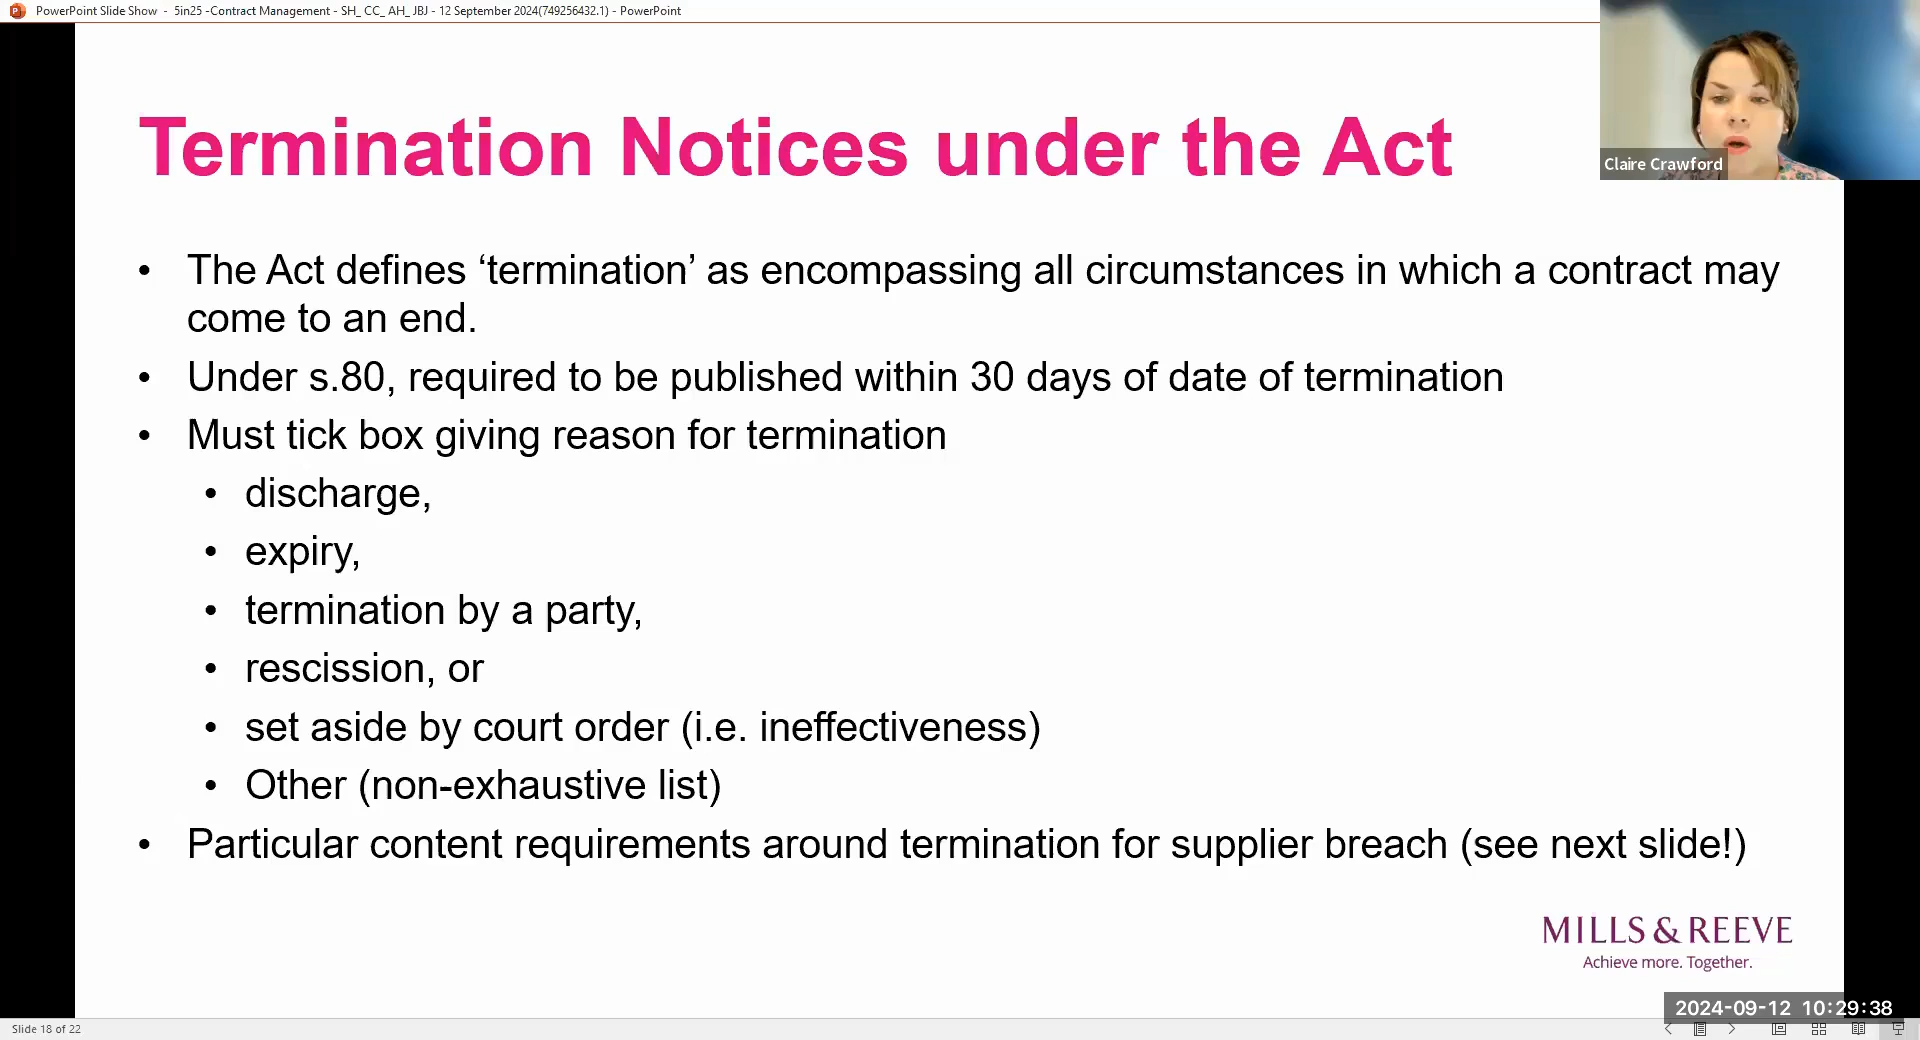 PowerPoint Slide Show - 5in25 -Contract Management - SH_ CC_ AH_ JBJ - 12 September 2024(749256432.1) - PowerPoint
Claire Crawford
Termination Notices under the Act
• The Act defines ‘termination’ as encompassing all circumstances in which a contract may
come to an end.
• Under s.80, required to be published within 30 days of date of termination
• Must tick box giving reason for termination
• discharge,
• expiry,
• termination by a party,
• rescission, or
• set aside by court order (i.e. ineffectiveness)
• Other (non-exhaustive list)
• Particular content requirements around termination for supplier breach (see next slide!)
MILLS & REEVE
Achieve more. Together.
2024-09-12 10:29:38
Slide 18 of 22